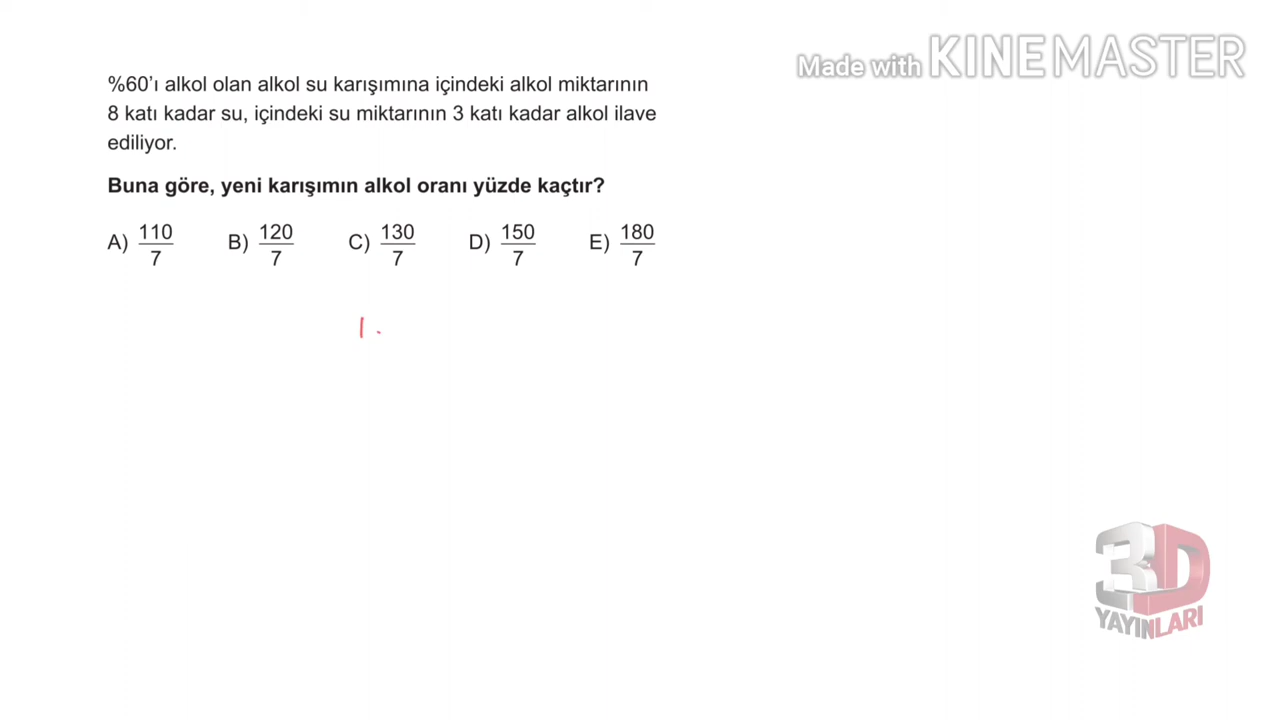 Made with KINEMASTER
%60'ı alkol olan alkol su karışımına içindeki alkol miktarının
8 katı kadar su, içindeki su miktarının 3 katı kadar alkol ilave
ediliyor.
Buna göre, yeni karışımın alkol oranı yüzde kaçtır?
A) 110/7 B) 120/7 C) 130/7 D) 150/7 E) 180/7
3D
YAYINLARI